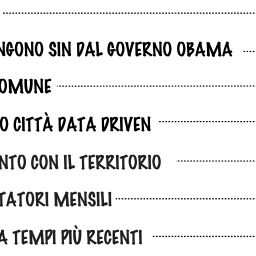 NGONO SIN DAL GOVERNO OBAMA
OMUNE
O CITTÀ DATA DRIVEN
NTO CON IL TERRITORIO
TATORI MENSILI
A TEMPI PIÙ RECENTI